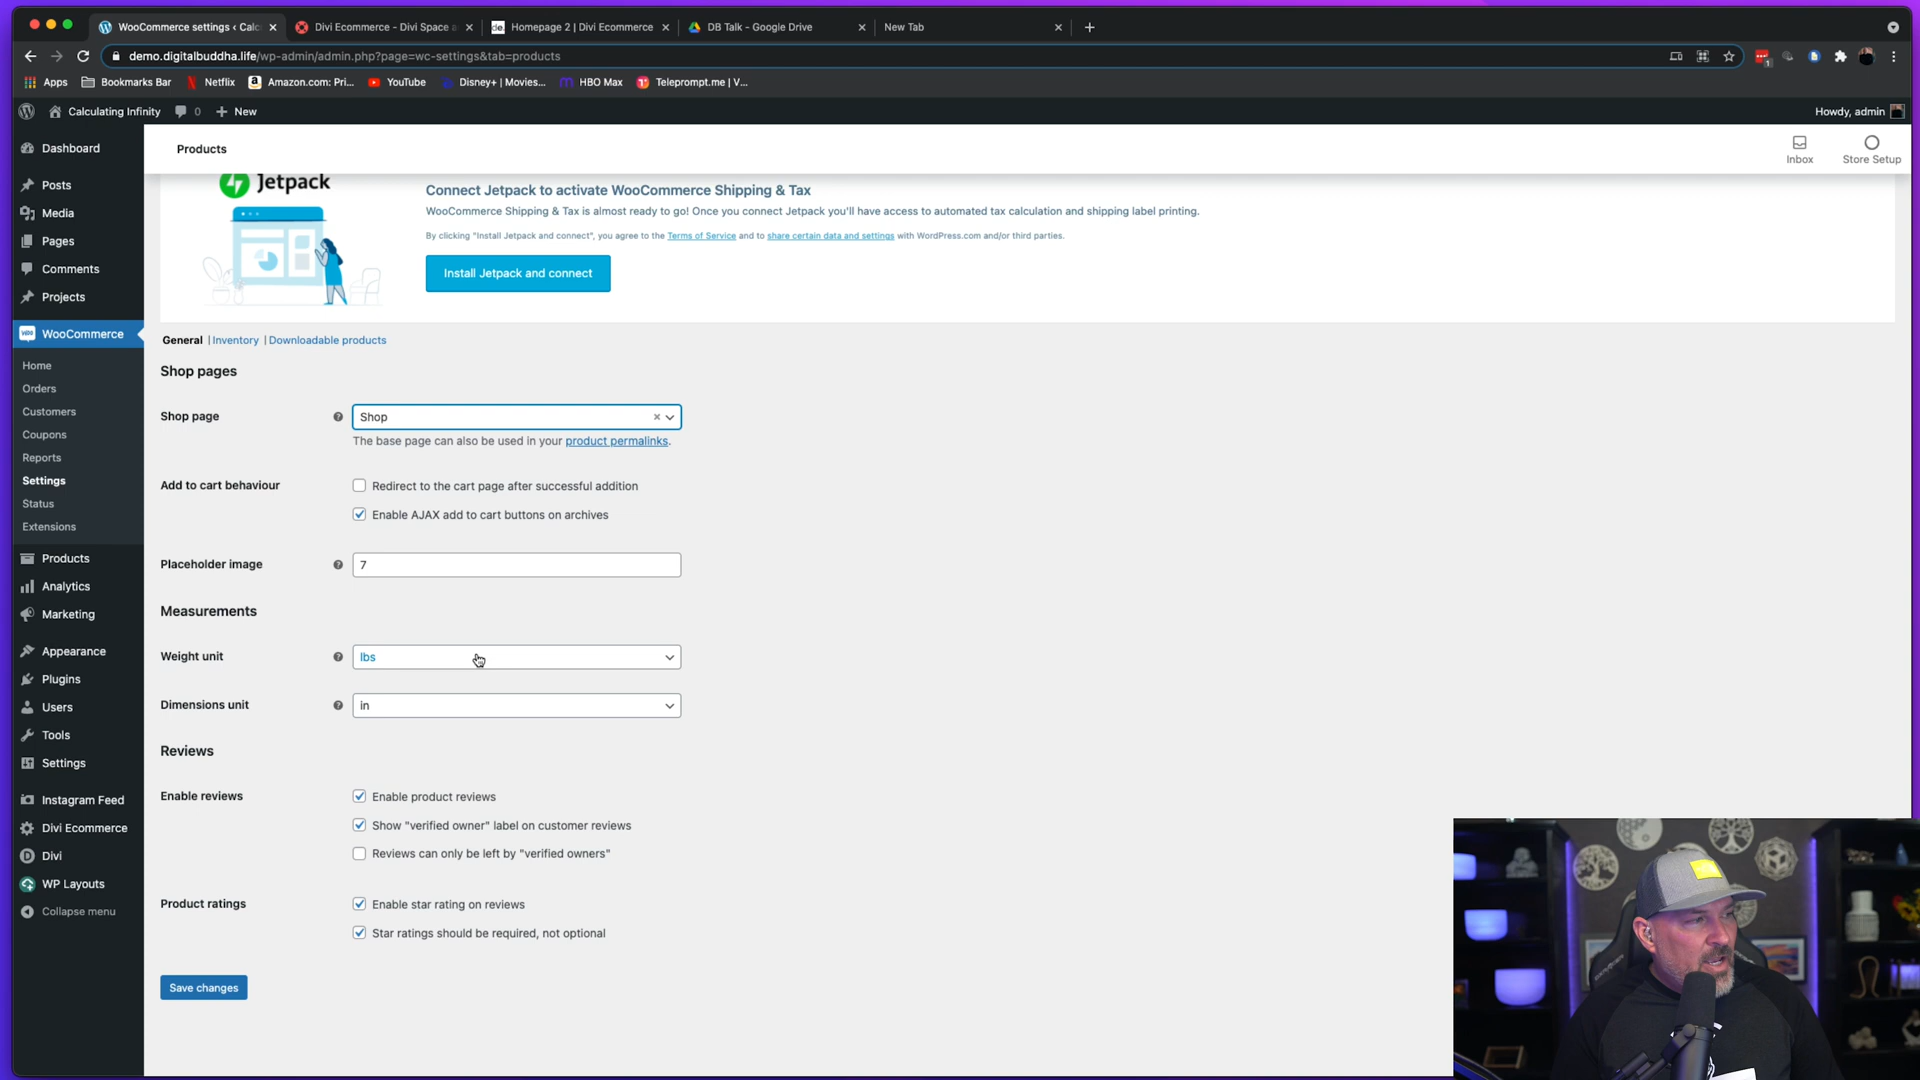 WooCommerce settings ‹ Calc
Divi Ecommerce - Divi Space a
Homepage 2 | Divi Ecommerce
DB Talk - Google Drive
New Tab
demo.digitalbuddha.life/wp-admin/admin.php?page=wc-settings&tab=products
Apps
Bookmarks Bar
Netflix
Amazon.com: Pri...
YouTube
Disney+ | Movies...
HBO Max
Teleprompt.me | V...
Calculating Infinity
0
New
Howdy, admin
Dashboard
Posts
Media
Pages
Comments
Projects
WooCommerce
Home
Orders
Customers
Coupons
Reports
Settings
Status
Extensions
Products
Analytics
Marketing
Appearance
Plugins
Users
Tools
Settings
Instagram Feed
Divi Ecommerce
Divi
WP Layouts
Collapse menu
Products
Inbox
Store Setup
Jetpack
Connect Jetpack to activate WooCommerce Shipping & Tax
WooCommerce Shipping & Tax is almost ready to go! Once you connect Jetpack you'll have access to automated tax calculation and shipping label printing.
By clicking "Install Jetpack and connect", you agree to the Terms of Service and to share certain data and settings with WordPress.com and/or third parties.
Install Jetpack and connect
General | Inventory | Downloadable products
Shop pages
Shop page
Shop
The base page can also be used in your product permalinks.
Add to cart behaviour
Redirect to the cart page after successful addition
Enable AJAX add to cart buttons on archives
Placeholder image
7
Measurements
Weight unit
lbs
Dimensions unit
in
Reviews
Enable reviews
Enable product reviews
Show "verified owner" label on customer reviews
Reviews can only be left by "verified owners"
Product ratings
Enable star rating on reviews
Star ratings should be required, not optional
Save changes